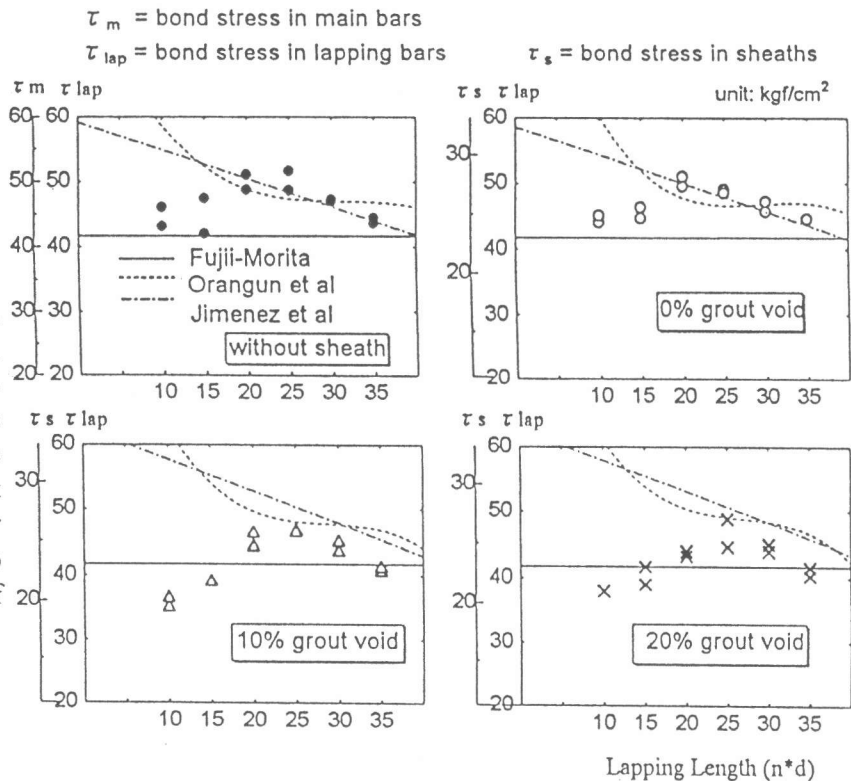 τ m = bond stress in main bars
τ lap = bond stress in lapping bars τ s = bond stress in sheaths
unit: kgf/cm²
τ m τ lap
60 60
50 50
40 40
30 30
20 20
10 15 20 25 30 35
Fujii-Morita
Orangun et al
Jimenez et al
without sheath
τ s τ lap
60
30
50
40
20
30
20
10 15 20 25 30 35
0% grout void
τ s τ lap
60
30
50
40
20
30
20
10 15 20 25 30 35
10% grout void
τ s τ lap
60
30
50
40
20
30
20
10 15 20 25 30 35
20% grout void
Lapping Length (n*d)